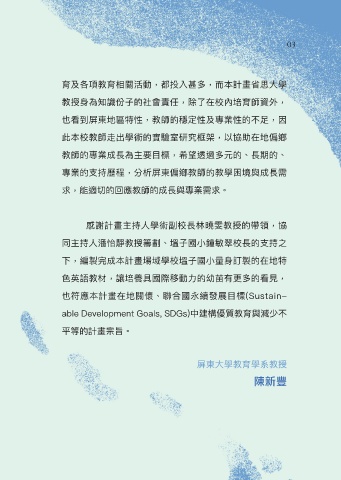 03
育及各項教育相關活動，都投入甚多，而本計畫省思大學
教授身為知識份子的社會責任，除了在校內培育師資外，
也看到屏東地區特性，教師的穩定性及專業性的不足，因
此本校教師走出學術的實驗室研究框架，以協助在地偏鄉
教師的專業成長為主要目標，希望透過多元的、長期的、
專業的支持歷程，分析屏東偏鄉教師的教學困境與成長需
求，能適切的回應教師的成長與專業需求。
感謝計畫主持人學術副校長林曉雯教授的帶領，協
同主持人潘怡靜教授籌劃、塭子國小鐘敏翠校長的支持之
下，編製完成本計畫場域學校塭子國小量身訂製的在地特
色英語教材，讓培養具國際移動力的幼苗有更多的看見，
也符應本計畫在地關懷、聯合國永續發展目標(Sustain-
able Development Goals, SDGs)中建構優質教育與減少不
平等的計畫宗旨。
屏東大學教育學系教授
陳新豐